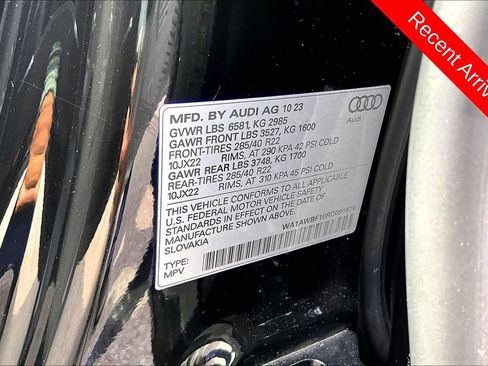 Recent Arriva
MFD. BY AUDI AG 10 23
GVWR LBS 6581, KG 2985
GAWR FRONT LBS 3527, KG 1600
FRONT-TIRES 285/40 R22
10JX22 RIMS, AT 290 KPA 42 PSI COLD
GAWR REAR LBS 3748, KG 1700
REAR-TIRES 285/40 R22
10JX22 RIMS, AT 310 KPA 45 PSI COLD
THIS VEHICLE CONFORMS TO ALL APPLICABLE
U.S. FEDERAL MOTOR VEHICLE SAFETY
STANDARDS IN EFFECT ON THE DATE OF
MANUFACTURE SHOWN ABOVE.
SLOVAKIA
TYPE:
MPV